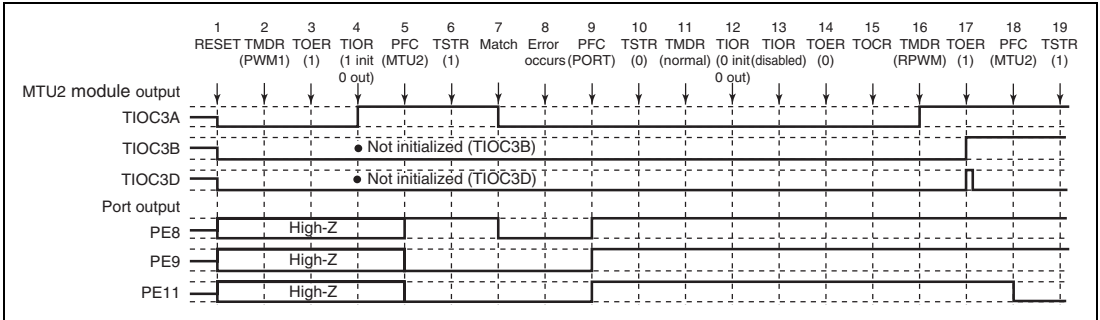 1 2 3 4 5 6 7 8 9 10 11 12 13 14 15 16 17 18 19
RESET TMDR TOER TIOR PFC TSTR Match Error PFC TSTR TMDR TIOR TIOR TOER TOCR TMDR TOER PFC TSTR
(PWM1) (1) (1 init (MTU2) (1) occurs (PORT) (0) (normal) (0 init (disabled) (0) (RPWM) (1) (MTU2) (1)
0 out) 0 out)
MTU2 module output
TIOC3A
TIOC3B • Not initialized (TIOC3B)
TIOC3D • Not initialized (TIOC3D)
Port output
PE8 High-Z
PE9 High-Z
PE11 High-Z